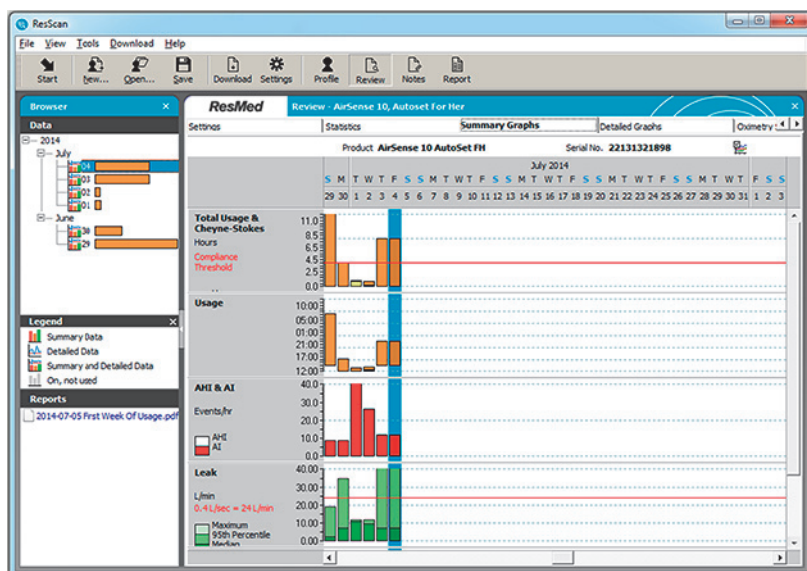 ResScan
File View Tools Download Help
Start New... Open... Save Download Settings Profile Review Notes Report
Browser
ResMed Review - AirSense 10, Autoset For Her
Data
Settings Statistics Summary Graphs Detailed Graphs Oximetry
2014
Product AirSense 10 AutoSet FH Serial No. 22131321898
July
04
03
02
01
June
30
29
July 2014
S M T W T F S S M T W T F S S M T W T F S S M T W T F S S M T W T F S S
29 30 1 2 3 4 5 6 7 8 9 10 11 12 13 14 15 16 17 18 19 20 21 22 23 24 25 26 27 28 29 30 31 1 2 3
Total Usage &
Cheyne-Stokes
Hours
Compliance
Threshold
11.0
8.5
6.5
4.5
2.5
0.0
Usage
10:00
05:00
01:00
21:00
17:00
12:00
Legend
Summary Data
Detailed Data
Summary and Detailed Data
On, not used
Reports
2014-07-05 First Week Of Usage.pdf
AHI & AI
Events/hr
AHI
AI
40.0
30.0
20.0
10.0
0.0
Leak
L/min
0.4 L/sec = 24 L/min
Maximum
95th Percentile
Median
40.00
30.00
20.00
10.00
0.00